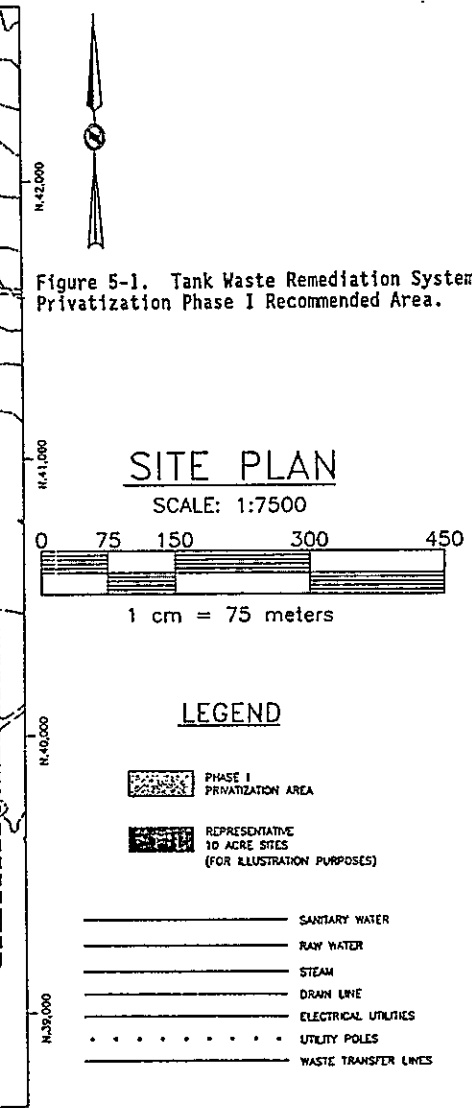 N.42,000
Figure 5-1. Tank Waste Remediation System
Privatization Phase I Recommended Area.
N.41,000
SITE PLAN
SCALE: 1:7500
0 75 150 300 450
1 cm = 75 meters
N.40,000
LEGEND
PHASE I
PRIVATIZATION AREA
REPRESENTATIVE
10 ACRE SITES
(FOR ILLUSTRATION PURPOSES)
SANITARY WATER
RAW WATER
STEAM
DRAIN LINE
ELECTRICAL UTILITIES
UTILITY POLES
WASTE TRANSFER LINES
N.39,000